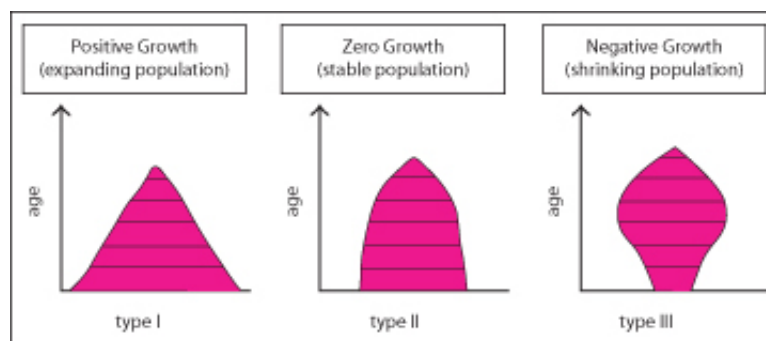 Positive Growth
(expanding population)
Zero Growth
(stable population)
Negative Growth
(shrinking population)
age
type I
age
type II
age
type III